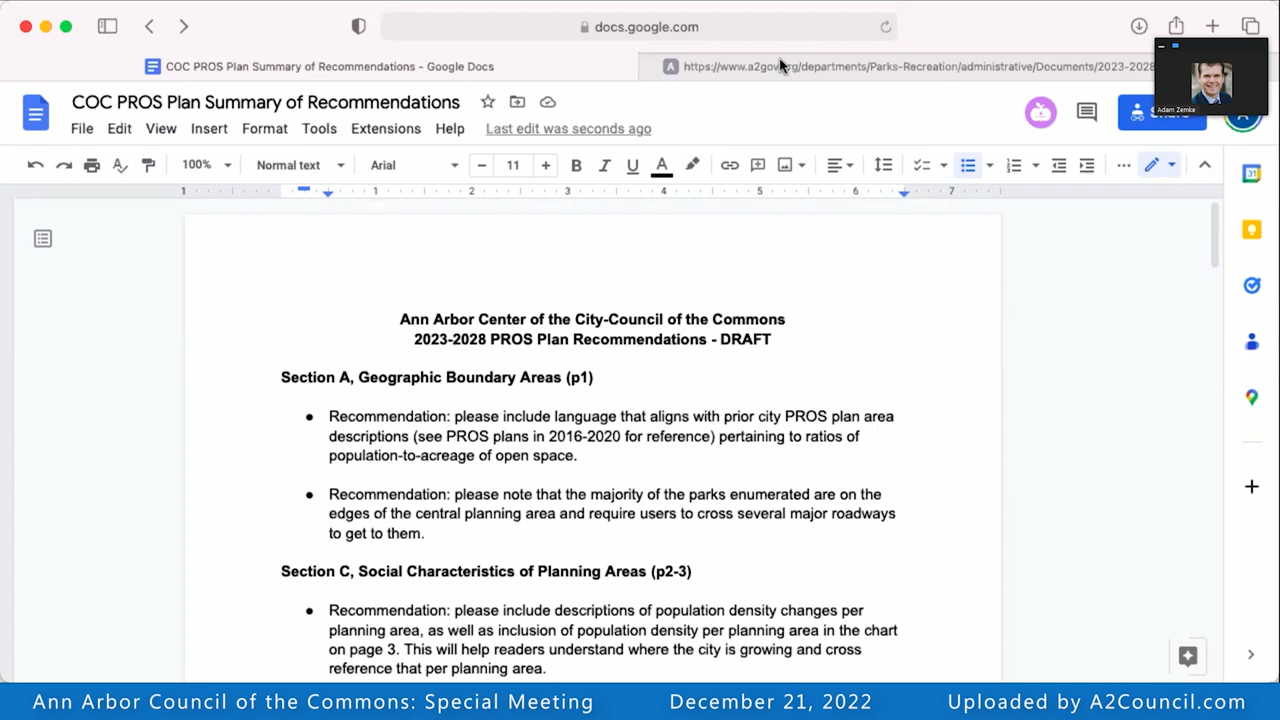 docs.google.com
COC PROS Plan Summary of Recommendations - Google Docs
A https://www.a2gov.org/departments/Parks-Recreation/administrative/Documents/2023-2028
Adam Zemke
COC PROS Plan Summary of Recommendations
File Edit View Insert Format Tools Extensions Help Last edit was seconds ago
100% Normal text Arial 11 B I U A
1 1 2 3 4 5 6 7
31
Ann Arbor Center of the City-Council of the Commons
2023-2028 PROS Plan Recommendations - DRAFT
Section A, Geographic Boundary Areas (p1)
● Recommendation: please include language that aligns with prior city PROS plan area
descriptions (see PROS plans in 2016-2020 for reference) pertaining to ratios of
population-to-acreage of open space.
● Recommendation: please note that the majority of the parks enumerated are on the
edges of the central planning area and require users to cross several major roadways
to get to them.
Section C, Social Characteristics of Planning Areas (p2-3)
● Recommendation: please include descriptions of population density changes per
planning area, as well as inclusion of population density per planning area in the chart
on page 3. This will help readers understand where the city is growing and cross
reference that per planning area.
Ann Arbor Council of the Commons: Special Meeting December 21, 2022 Uploaded by A2Council.com